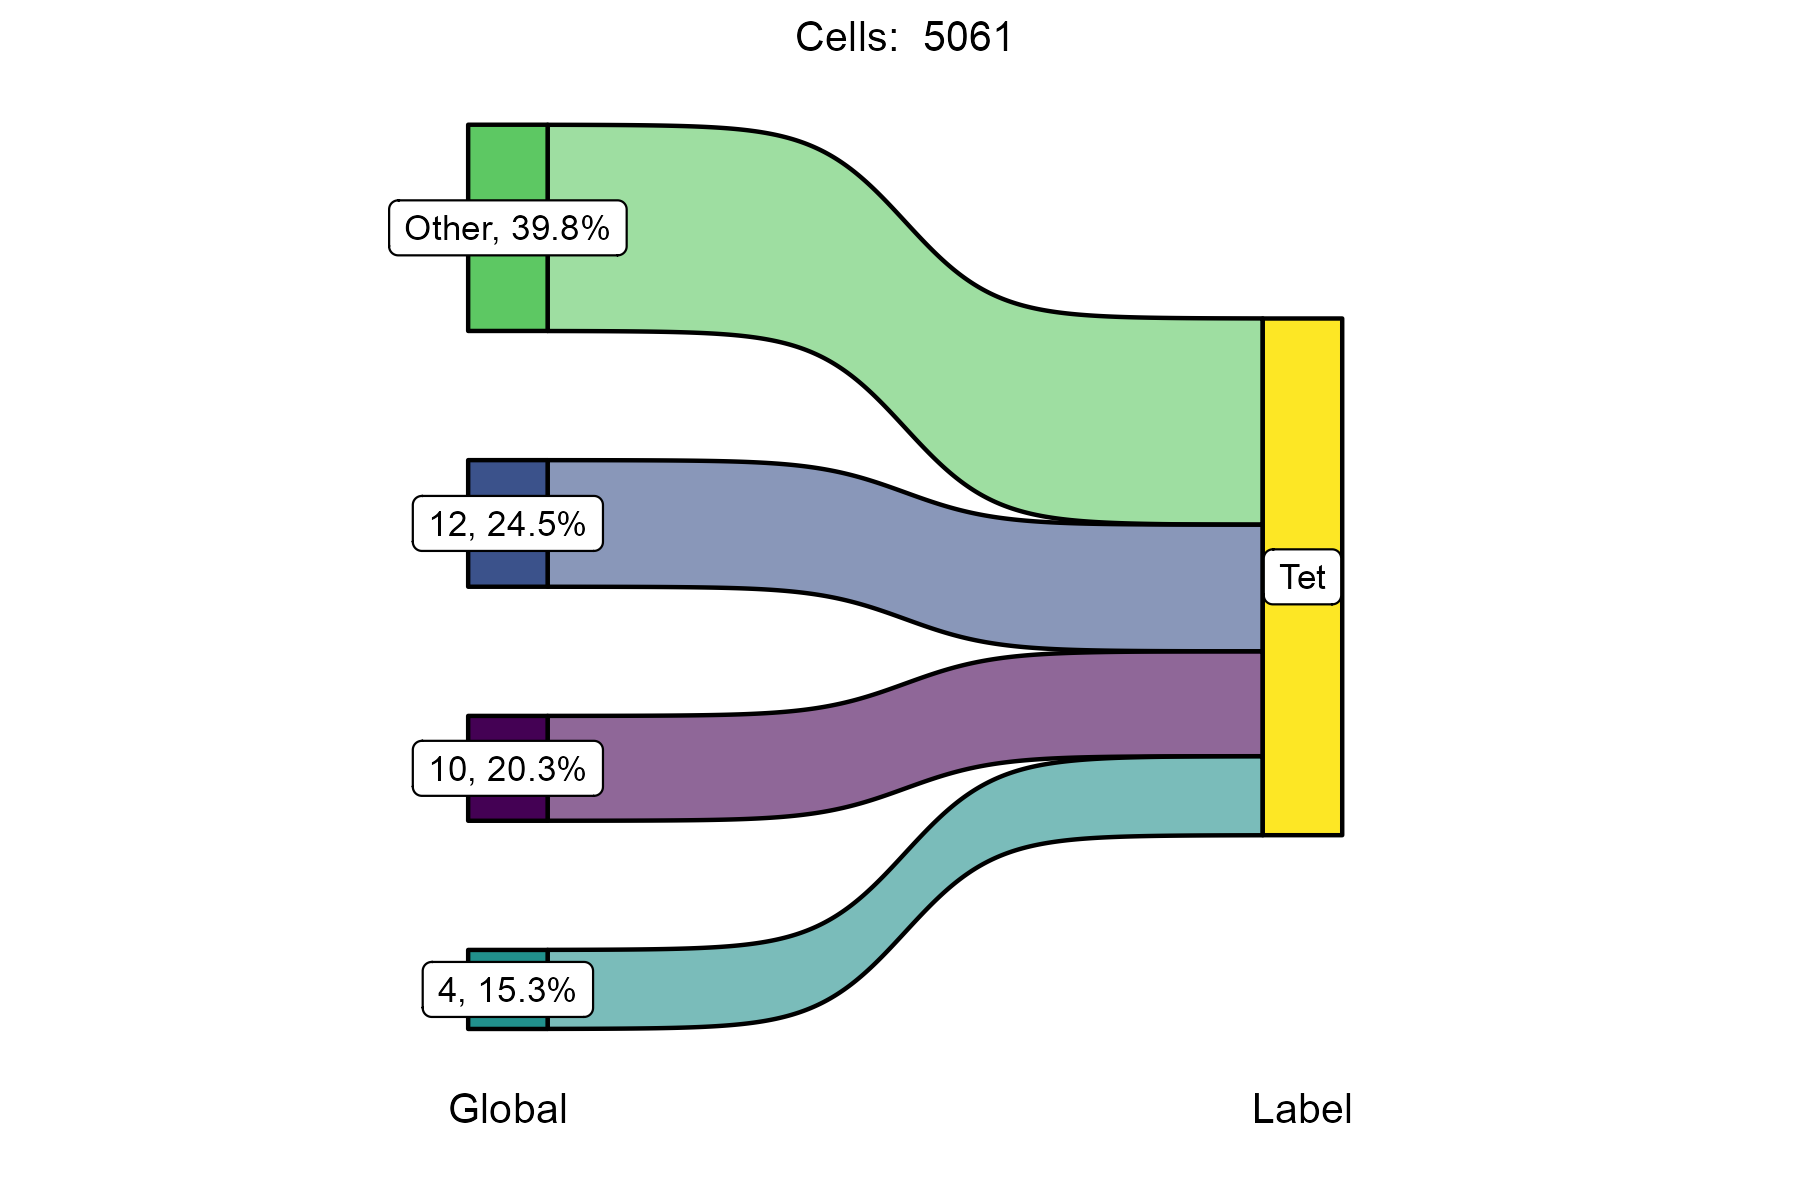 Cells:  5061
Other, 39.8%
12, 24.5%
Tet
10, 20.3%
4, 15.3%
Global
Label